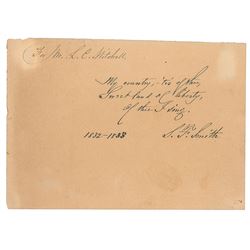 For Mr. L. C. Mitchell.
My country, 'tis of thee,
Sweet land of liberty,
Of thee I sing.
1832–1888 S. F. Smith